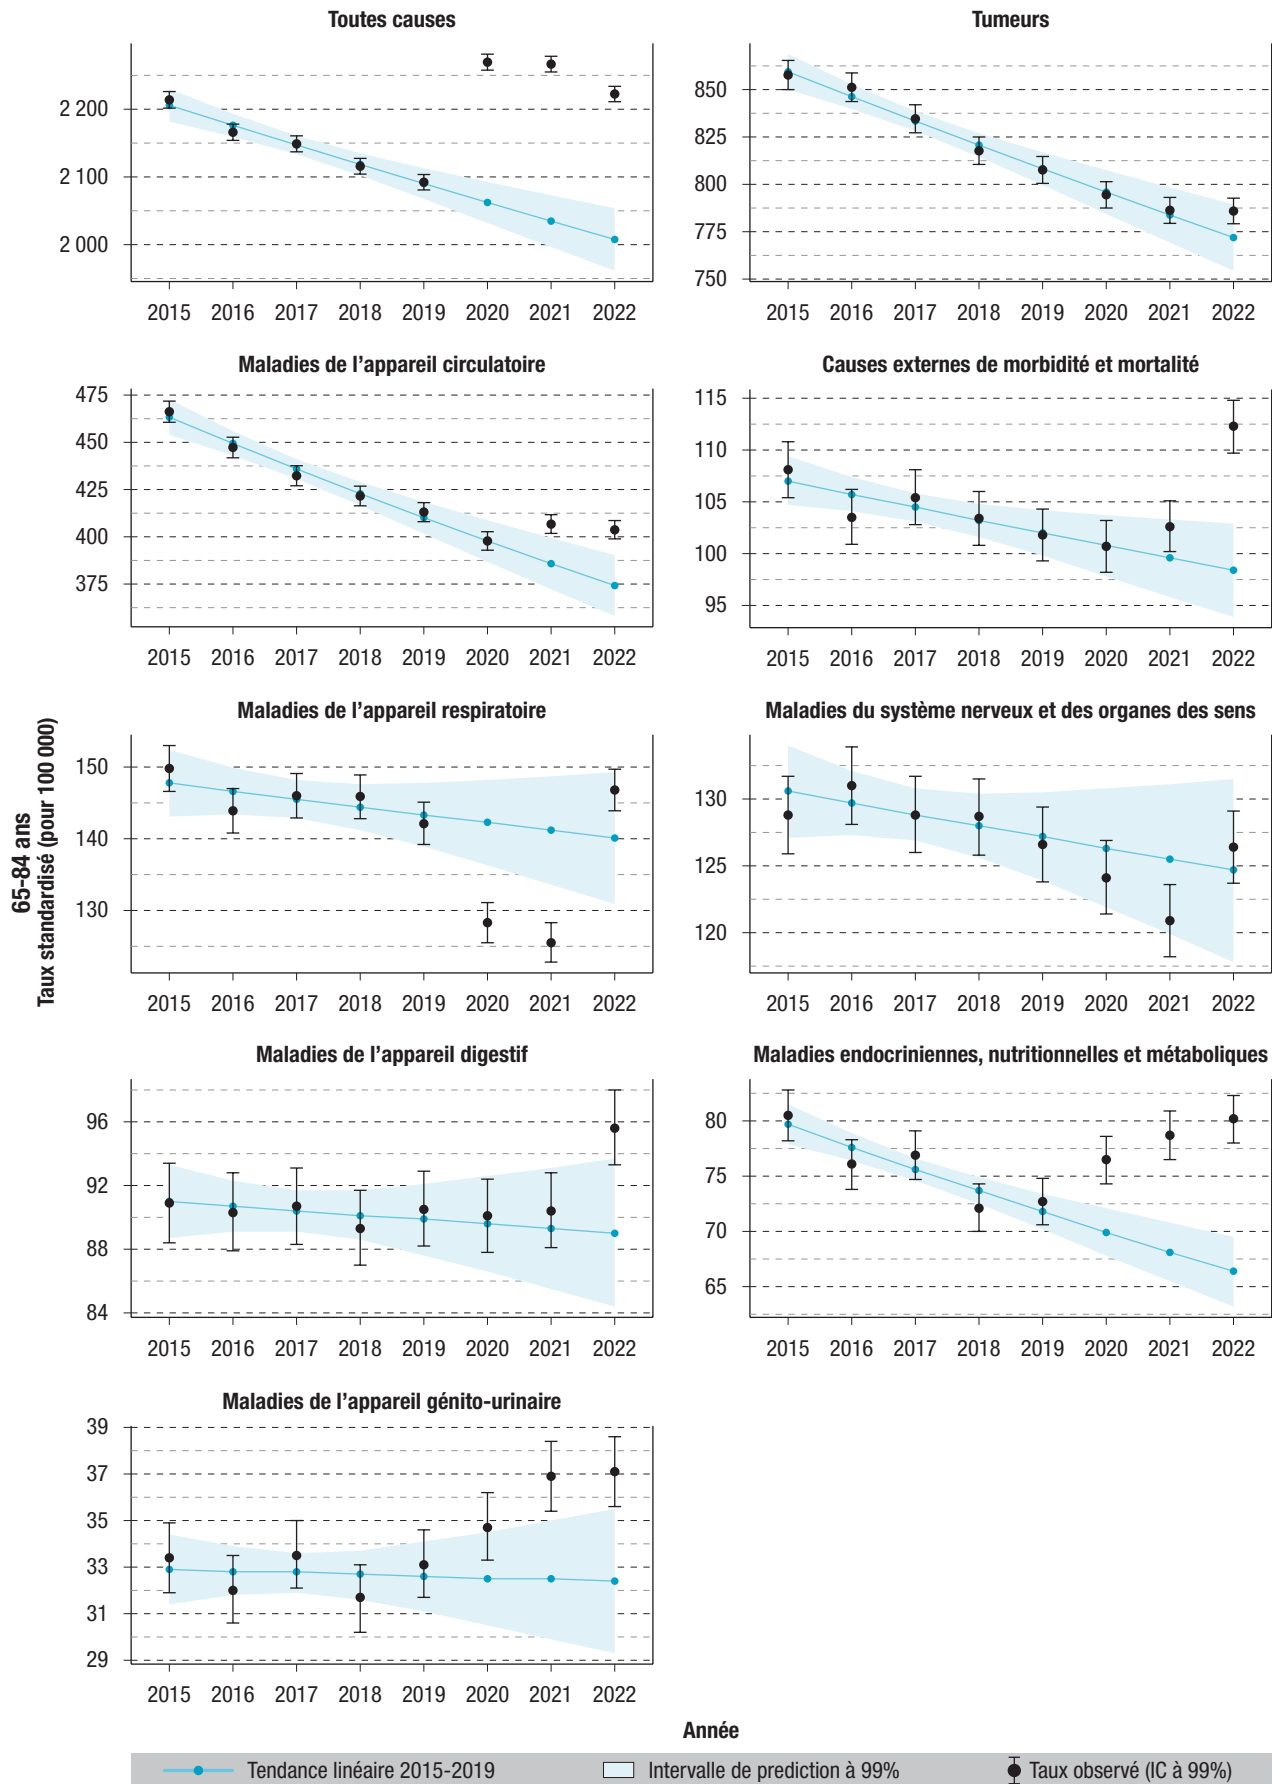 Toutes causes
2 200
2 100
2 000
2015 2016 2017 2018 2019 2020 2021 2022
Tumeurs
850
825
800
775
750
2015 2016 2017 2018 2019 2020 2021 2022
Maladies de l'appareil circulatoire
475
450
425
400
375
2015 2016 2017 2018 2019 2020 2021 2022
Causes externes de morbidité et mortalité
115
110
105
100
95
2015 2016 2017 2018 2019 2020 2021 2022
65-84 ans
Taux standardisé (pour 100 000)
Maladies de l'appareil respiratoire
150
140
130
2015 2016 2017 2018 2019 2020 2021 2022
Maladies du système nerveux et des organes des sens
130
125
120
2015 2016 2017 2018 2019 2020 2021 2022
Maladies de l'appareil digestif
96
92
88
84
2015 2016 2017 2018 2019 2020 2021 2022
Maladies endocriniennes, nutritionnelles et métaboliques
80
75
70
65
2015 2016 2017 2018 2019 2020 2021 2022
Maladies de l'appareil génito-urinaire
39
37
35
33
31
29
2015 2016 2017 2018 2019 2020 2021 2022
Année
Tendance linéaire 2015-2019 Intervalle de prediction à 99% Taux observé (IC à 99%)